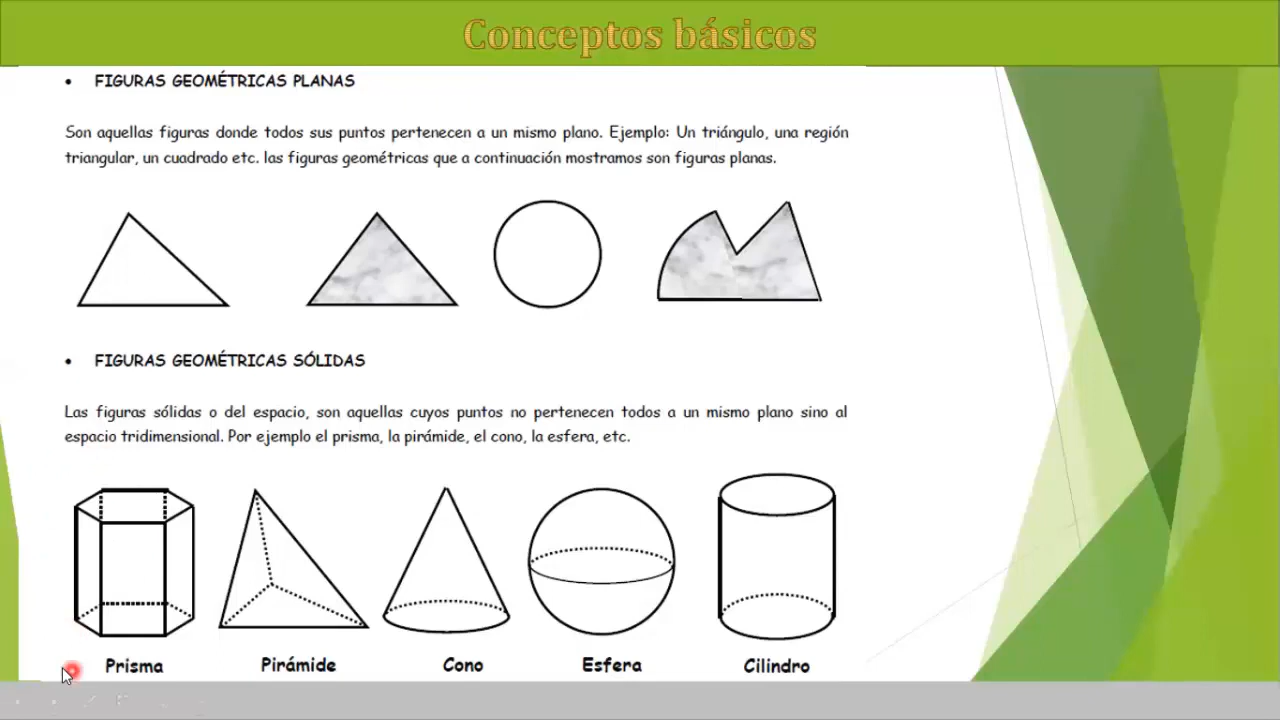 Conceptos básicos
• FIGURAS GEOMÉTRICAS PLANAS
Son aquellas figuras donde todos sus puntos pertenecen a un mismo plano. Ejemplo: Un triángulo, una región
triangular, un cuadrado etc. las figuras geométricas que a continuación mostramos son figuras planas.
• FIGURAS GEOMÉTRICAS SÓLIDAS
Las figuras sólidas o del espacio, son aquellas cuyos puntos no pertenecen todos a un mismo plano sino al
espacio tridimensional. Por ejemplo el prisma, la pirámide, el cono, la esfera, etc.
Prisma Pirámide Cono Esfera Cilindro